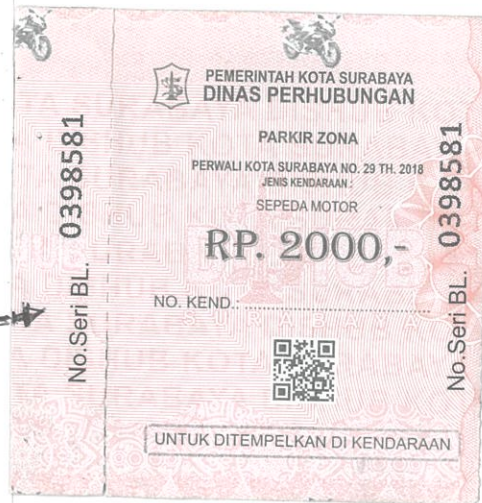 No.Seri BL. 0398581
PEMERINTAH KOTA SURABAYA
DINAS PERHUBUNGAN
PARKIR ZONA
PERWALI KOTA SURABAYA NO. 29 TH. 2018
JENIS KENDARAAN :
SEPEDA MOTOR
RP. 2000,-
NO. KEND.:
SURABAYA
UNTUK DITEMPELKAN DI KENDARAAN
No.Seri BL. 0398581